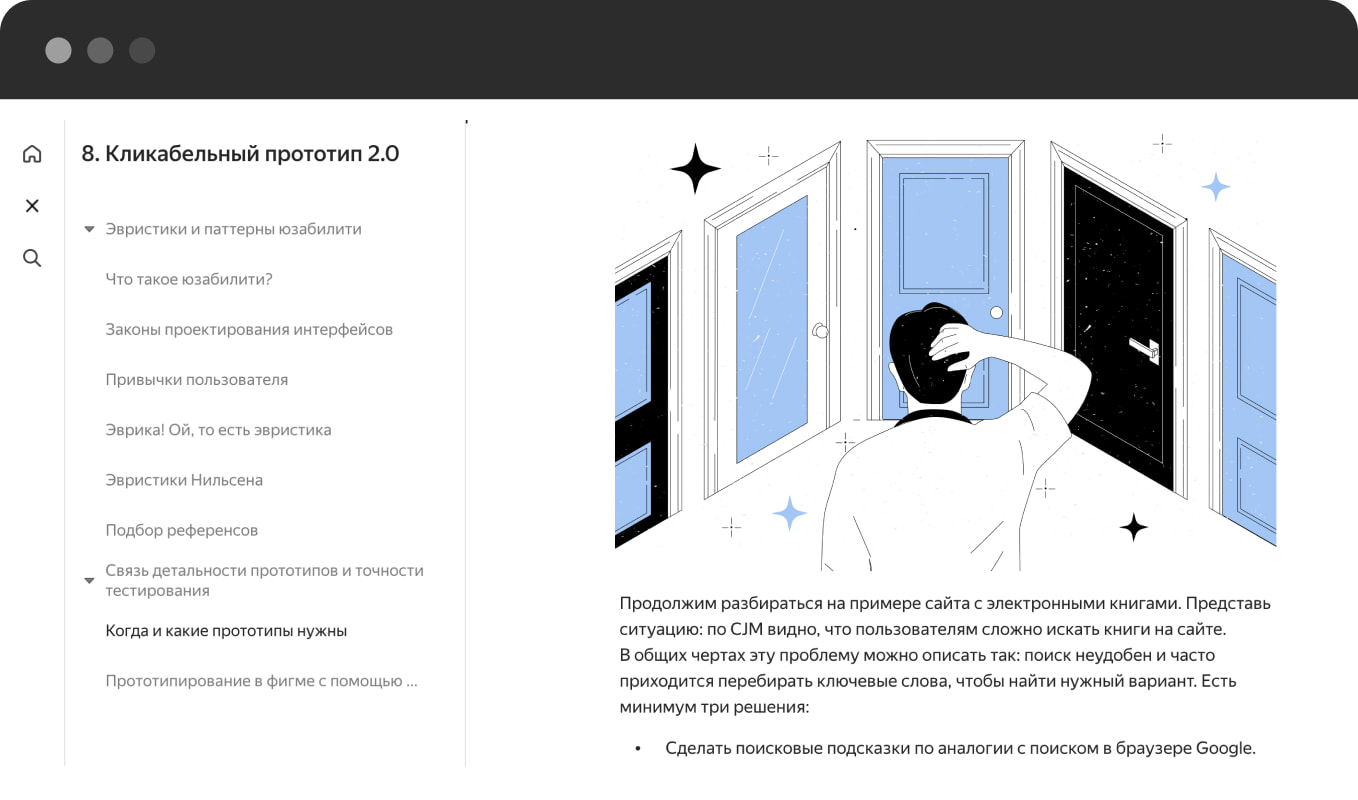 8. Кликабельный прототип 2.0
Эвристики и паттерны юзабилити
Что такое юзабилити?
Законы проектирования интерфейсов
Привычки пользователя
Эврика! Ой, то есть эвристика
Эвристики Нильсена
Подбор референсов
Связь детальности прототипов и точности
тестирования
Когда и какие прототипы нужны
Прототипирование в фигме с помощью ...
Продолжим разбираться на примере сайта с электронными книгами. Представь
ситуацию: по CJM видно, что пользователям сложно искать книги на сайте.
В общих чертах эту проблему можно описать так: поиск неудобен и часто
приходится перебирать ключевые слова, чтобы найти нужный вариант. Есть
минимум три решения:
• Сделать поисковые подсказки по аналогии с поиском в браузере Google.